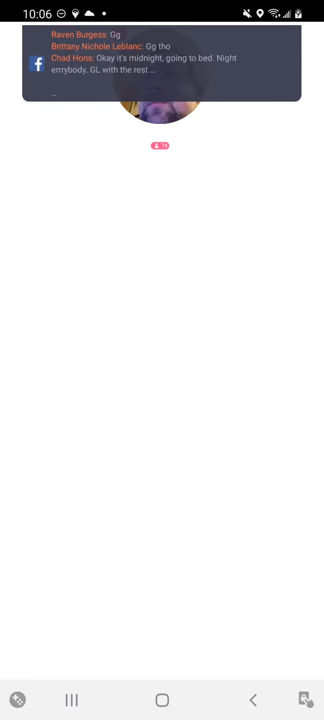 10:06
Raven Burgess: Gg
Brittany Nichole Leblanc: Gg tho
Chad Hons: Okay it's midnight, going to bed. Night
errrybody. GL with the rest ...
...